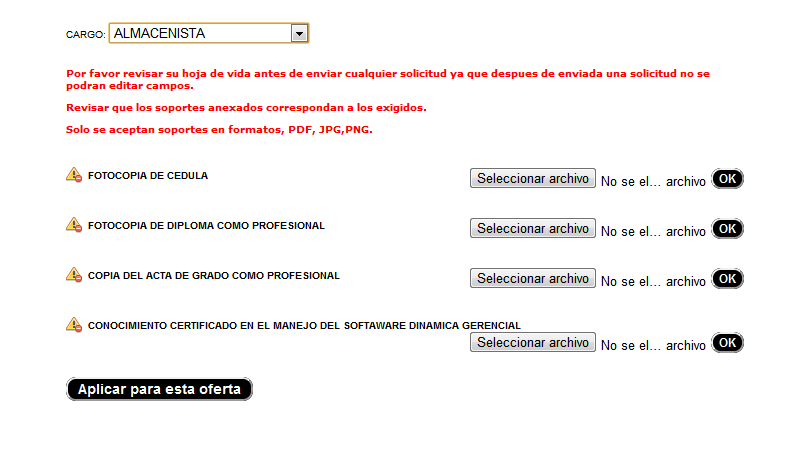 CARGO: ALMACENISTA
Por favor revisar su hoja de vida antes de enviar cualquier solicitud ya que despues de enviada una solicitud no se
podran editar campos.
Revisar que los soportes anexados correspondan a los exigidos.
Solo se aceptan soportes en formatos, PDF, JPG,PNG.
FOTOCOPIA DE CEDULA Seleccionar archivo No se el... archivo OK
FOTOCOPIA DE DIPLOMA COMO PROFESIONAL Seleccionar archivo No se el... archivo OK
COPIA DEL ACTA DE GRADO COMO PROFESIONAL Seleccionar archivo No se el... archivo OK
CONOCIMIENTO CERTIFICADO EN EL MANEJO DEL SOFTAWARE DINAMICA GERENCIAL
Seleccionar archivo No se el... archivo OK
Aplicar para esta oferta